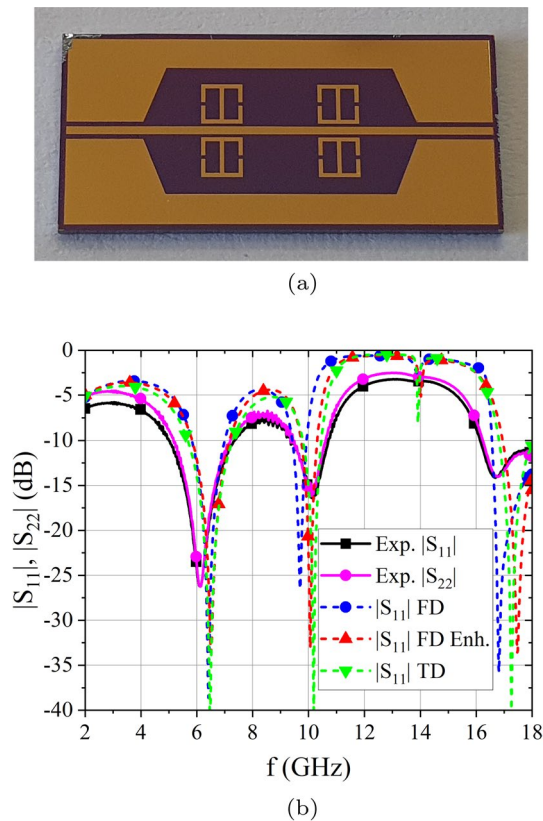 (a)
0
-5
-10
-15
-20
-25
-30
-35
-40
|S11|, |S22| (dB)
Exp. |S11|
Exp. |S22|
|S11| FD
|S11| FD Enh.
|S11| TD
2 4 6 8 10 12 14 16 18
f (GHz)
(b)